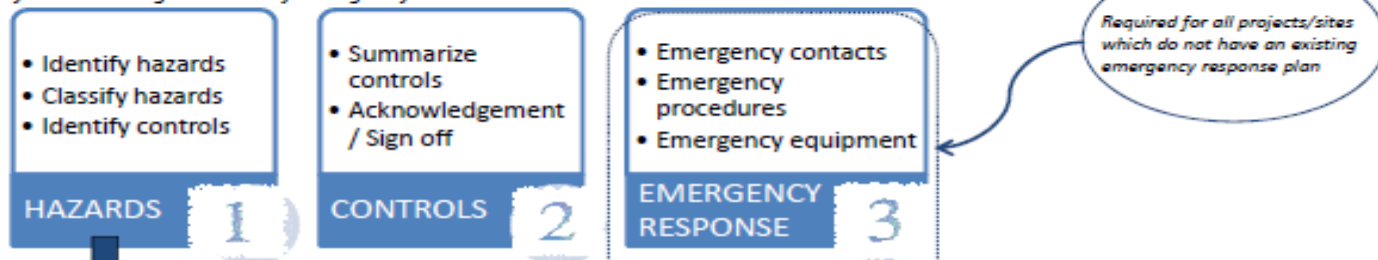 • Identify hazards
• Classify hazards
• Identify controls
HAZARDS
1
• Summarize
controls
• Acknowledgement
/ Sign off
CONTROLS
2
• Emergency contacts
• Emergency
procedures
• Emergency equipment
EMERGENCY
RESPONSE
3
Required for all projects/sites
which do not have an existing
emergency response plan